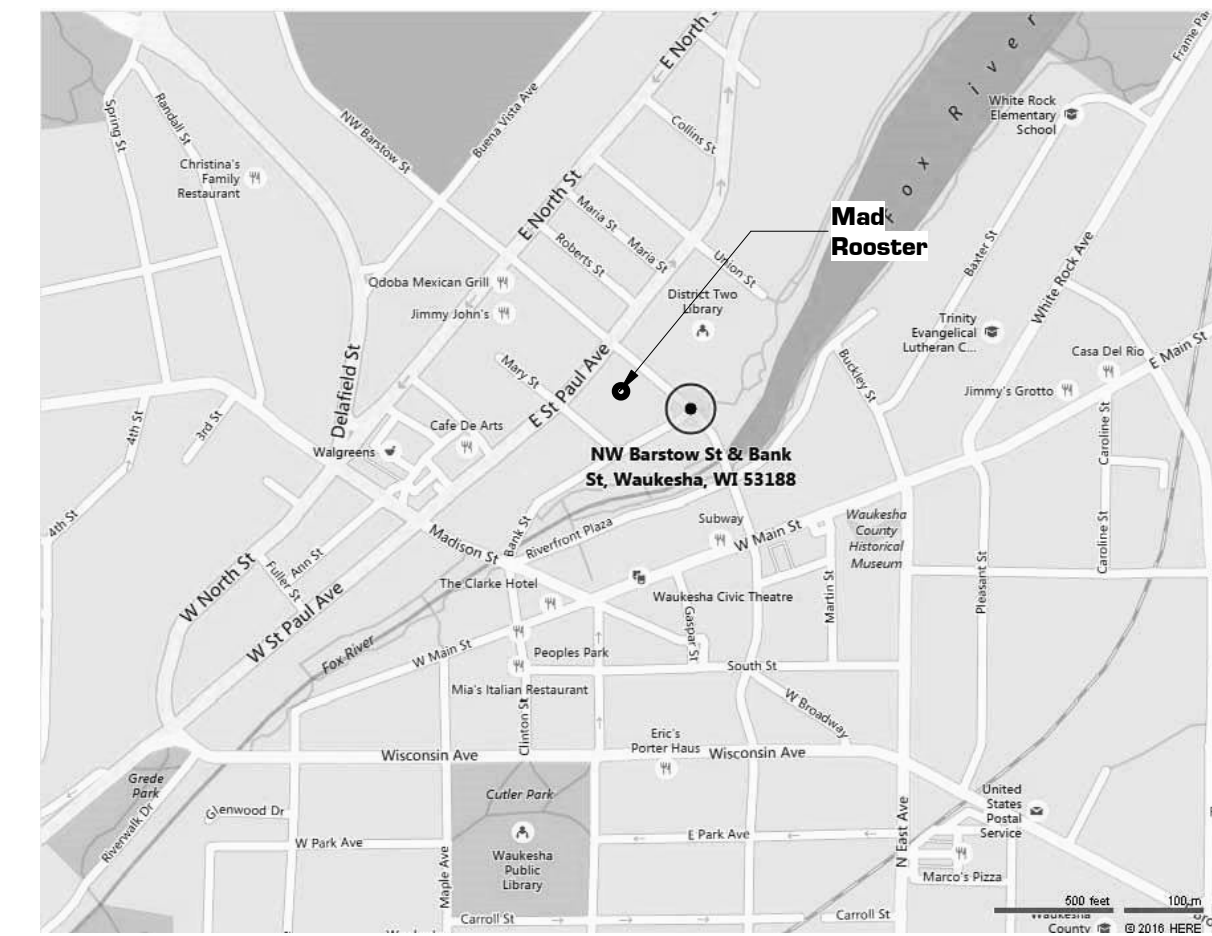 E North St
Fox River
Frame Pa
White Rock
Elementary
School
Spring St
Randall St
NW Barstow St
Buena Vista Ave
Collins St
Christina's
Family
Restaurant
E North St
Maria St
Maria St
Roberts St
Union St
Mad
Rooster
Baxter St
White Rock Ave
Qdoba Mexican Grill
Jimmy John's
District Two
Library
Trinity
Evangelical
Lutheran C...
Casa Del Rio
E Main St
Delafield St
Mary St
E St Paul Ave
Buckley St
Jimmy's Grotto
4th St
3rd St
Cafe De Arts
Walgreens
NW Barstow St & Bank
St, Waukesha, WI 53188
Caroline St
4th St
Madison St
Bank St
Riverfront Plaza
Subway
W Main St
Waukesha
County
Historical
Museum
Caroline St
W North St
Fuller St
Ann St
The Clarke Hotel
Waukesha Civic Theatre
Martin St
Pleasant St
W St Paul Ave
Fox River
W Main St
Gaspar St
Peoples Park
South St
Mia's Italian Restaurant
Clinton St
W Broadway
Eric's
Porter Haus
Wisconsin Ave
Wisconsin Ave
Grede
Park
Riverwalk Dr
Glenwood Dr
Cutler Park
United
States
Postal
Service
W Park Ave
E Park Ave
Maple Ave
Waukesha
Public
Library
N East Ave
Marco's Pizza
Carroll St
Carroll St
500 feet
100 m
Waukesha
County
© 2016 HERE